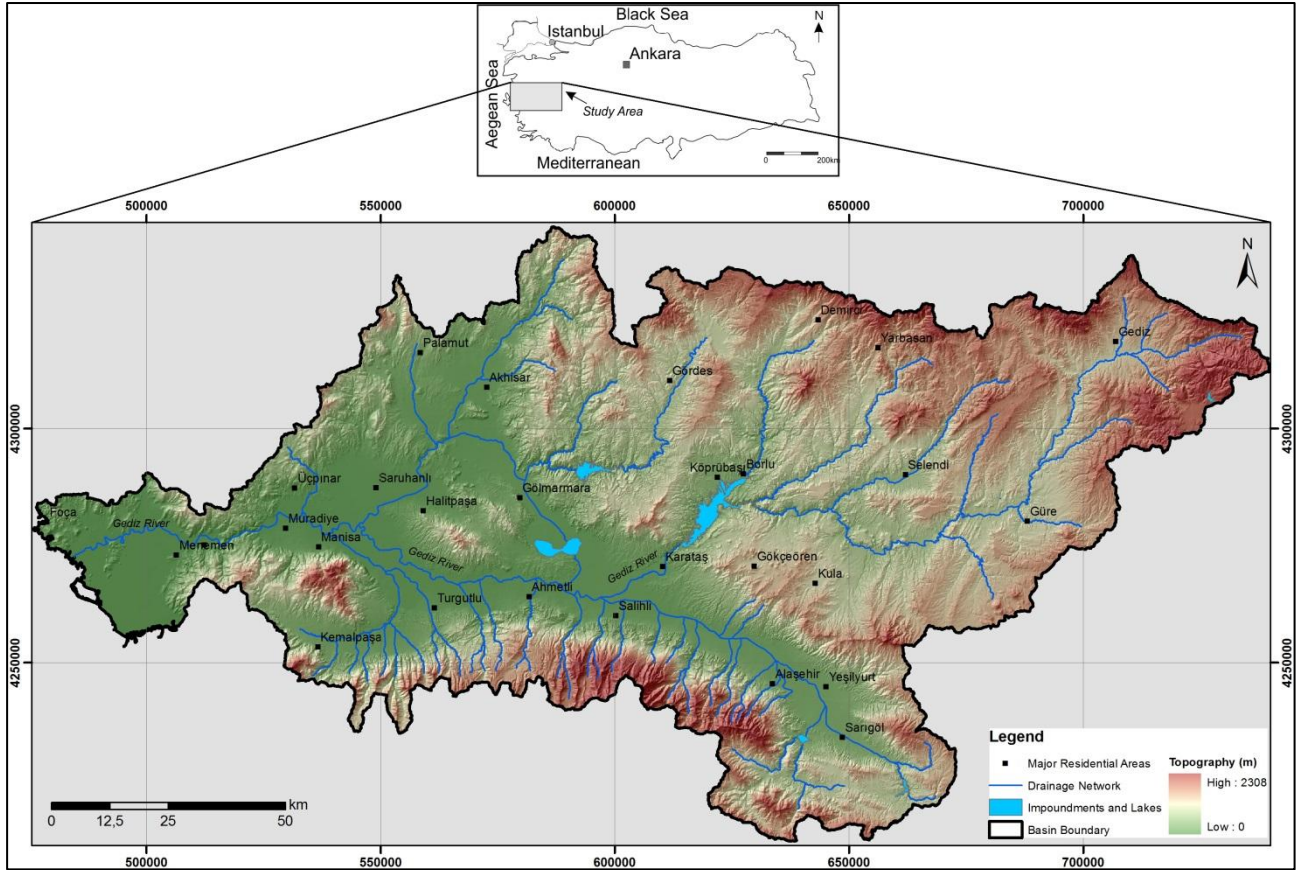 Black Sea
N
Istanbul
Ankara
Aegean Sea
Study Area
Mediterranean
0 200km
500000 550000 600000 650000 700000
N
Demirci
Gediz
Yarbasan
Palamut
Gördes
Akhisar
4300000 4300000
Borlu
Köprübaşı
Selendi
Üçpınar
Saruhanlı
Gölmarmara
Halitpaşa
Foça
Güre
Gediz River
Muradiye
Manisa
Menemen
Gediz River
Gediz River
Karataş
Gökçeören
Kula
Ahmetli
Turgutlu
Salihli
Kemalpaşa
4250000 4250000
Alaşehir
Yeşilyurt
Sarıgöl
Legend
Major Residential Areas
Drainage Network
Impoundments and Lakes
Basin Boundary
Topography (m)
High : 2308
Low : 0
km
0 12,5 25 50
500000 550000 600000 650000 700000